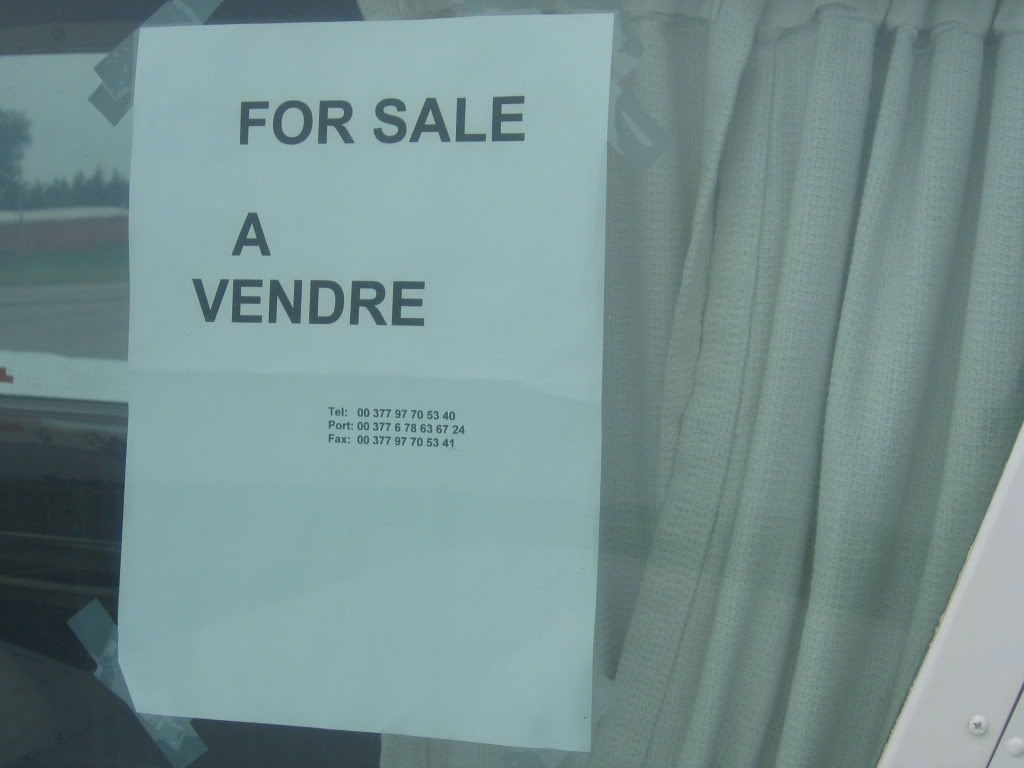 FOR SALE
A
VENDRE
Tel: 00 377 97 70 53 40
Port: 00 377 6 78 63 67 24
Fax: 00 377 97 70 53 41